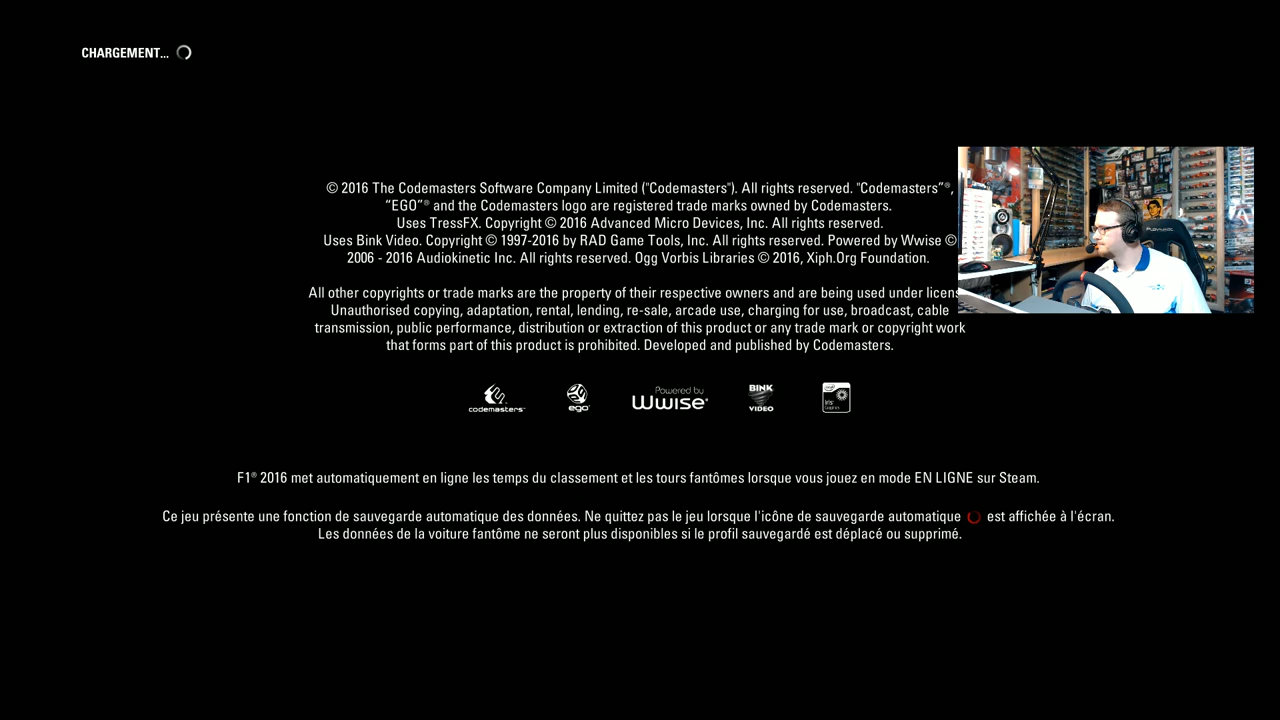 CHARGEMENT...
© 2016 The Codemasters Software Company Limited ("Codemasters"). All rights reserved. "Codemasters”®,
“EGO”® and the Codemasters logo are registered trade marks owned by Codemasters.
Uses TressFX. Copyright © 2016 Advanced Micro Devices, Inc. All rights reserved.
Uses Bink Video. Copyright © 1997-2016 by RAD Game Tools, Inc. All rights reserved. Powered by Wwise ©
2006 - 2016 Audiokinetic Inc. All rights reserved. Ogg Vorbis Libraries © 2016, Xiph.Org Foundation.
All other copyrights or trade marks are the property of their respective owners and are being used under licens
Unauthorised copying, adaptation, rental, lending, re-sale, arcade use, charging for use, broadcast, cable
transmission, public performance, distribution or extraction of this product or any trade mark or copyright work
that forms part of this product is prohibited. Developed and published by Codemasters.
codemasters™
ego®
Powered by
Wwise®
BINK
VIDEO
F1® 2016 met automatiquement en ligne les temps du classement et les tours fantômes lorsque vous jouez en mode EN LIGNE sur Steam.
Ce jeu présente une fonction de sauvegarde automatique des données. Ne quittez pas le jeu lorsque l'icône de sauvegarde automatique est affichée à l'écran.
Les données de la voiture fantôme ne seront plus disponibles si le profil sauvegardé est déplacé ou supprimé.